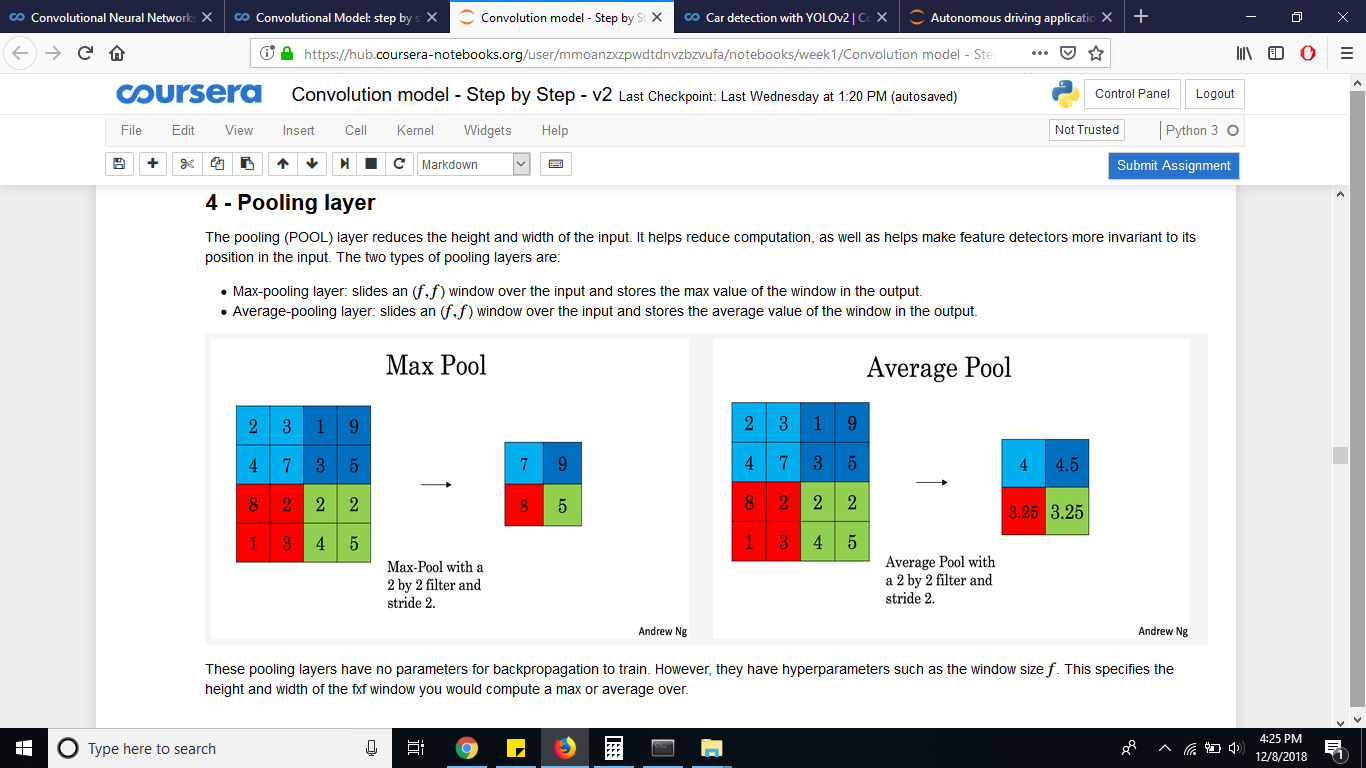 Convolutional Neural Networks
Convolutional Model: step by s
Convolution model - Step by St
Car detection with YOLOv2 | Co
Autonomous driving applicatio
https://hub.coursera-notebooks.org/user/mmoanzxzpwdtdnvzbzvufa/notebooks/week1/Convolution model - Ste
coursera
Convolution model - Step by Step - v2 Last Checkpoint: Last Wednesday at 1:20 PM (autosaved)
Control Panel
Logout
File Edit View Insert Cell Kernel Widgets Help
Not Trusted
Python 3
Markdown
Submit Assignment
4 - Pooling layer
The pooling (POOL) layer reduces the height and width of the input. It helps reduce computation, as well as helps make feature detectors more invariant to its
position in the input. The two types of pooling layers are:
• Max-pooling layer: slides an (f, f) window over the input and stores the max value of the window in the output.
• Average-pooling layer: slides an (f, f) window over the input and stores the average value of the window in the output.
Max Pool
2 3 1 9
4 7 3 5
8 2 2 2
1 3 4 5
7 9
8 5
Max-Pool with a
2 by 2 filter and
stride 2.
Andrew Ng
Average Pool
2 3 1 9
4 7 3 5
8 2 2 2
1 3 4 5
4 4.5
3.25 3.25
Average Pool with
a 2 by 2 filter and
stride 2.
Andrew Ng
These pooling layers have no parameters for backpropagation to train. However, they have hyperparameters such as the window size f. This specifies the
height and width of the fxf window you would compute a max or average over.
Type here to search
4:25 PM
12/8/2018
1